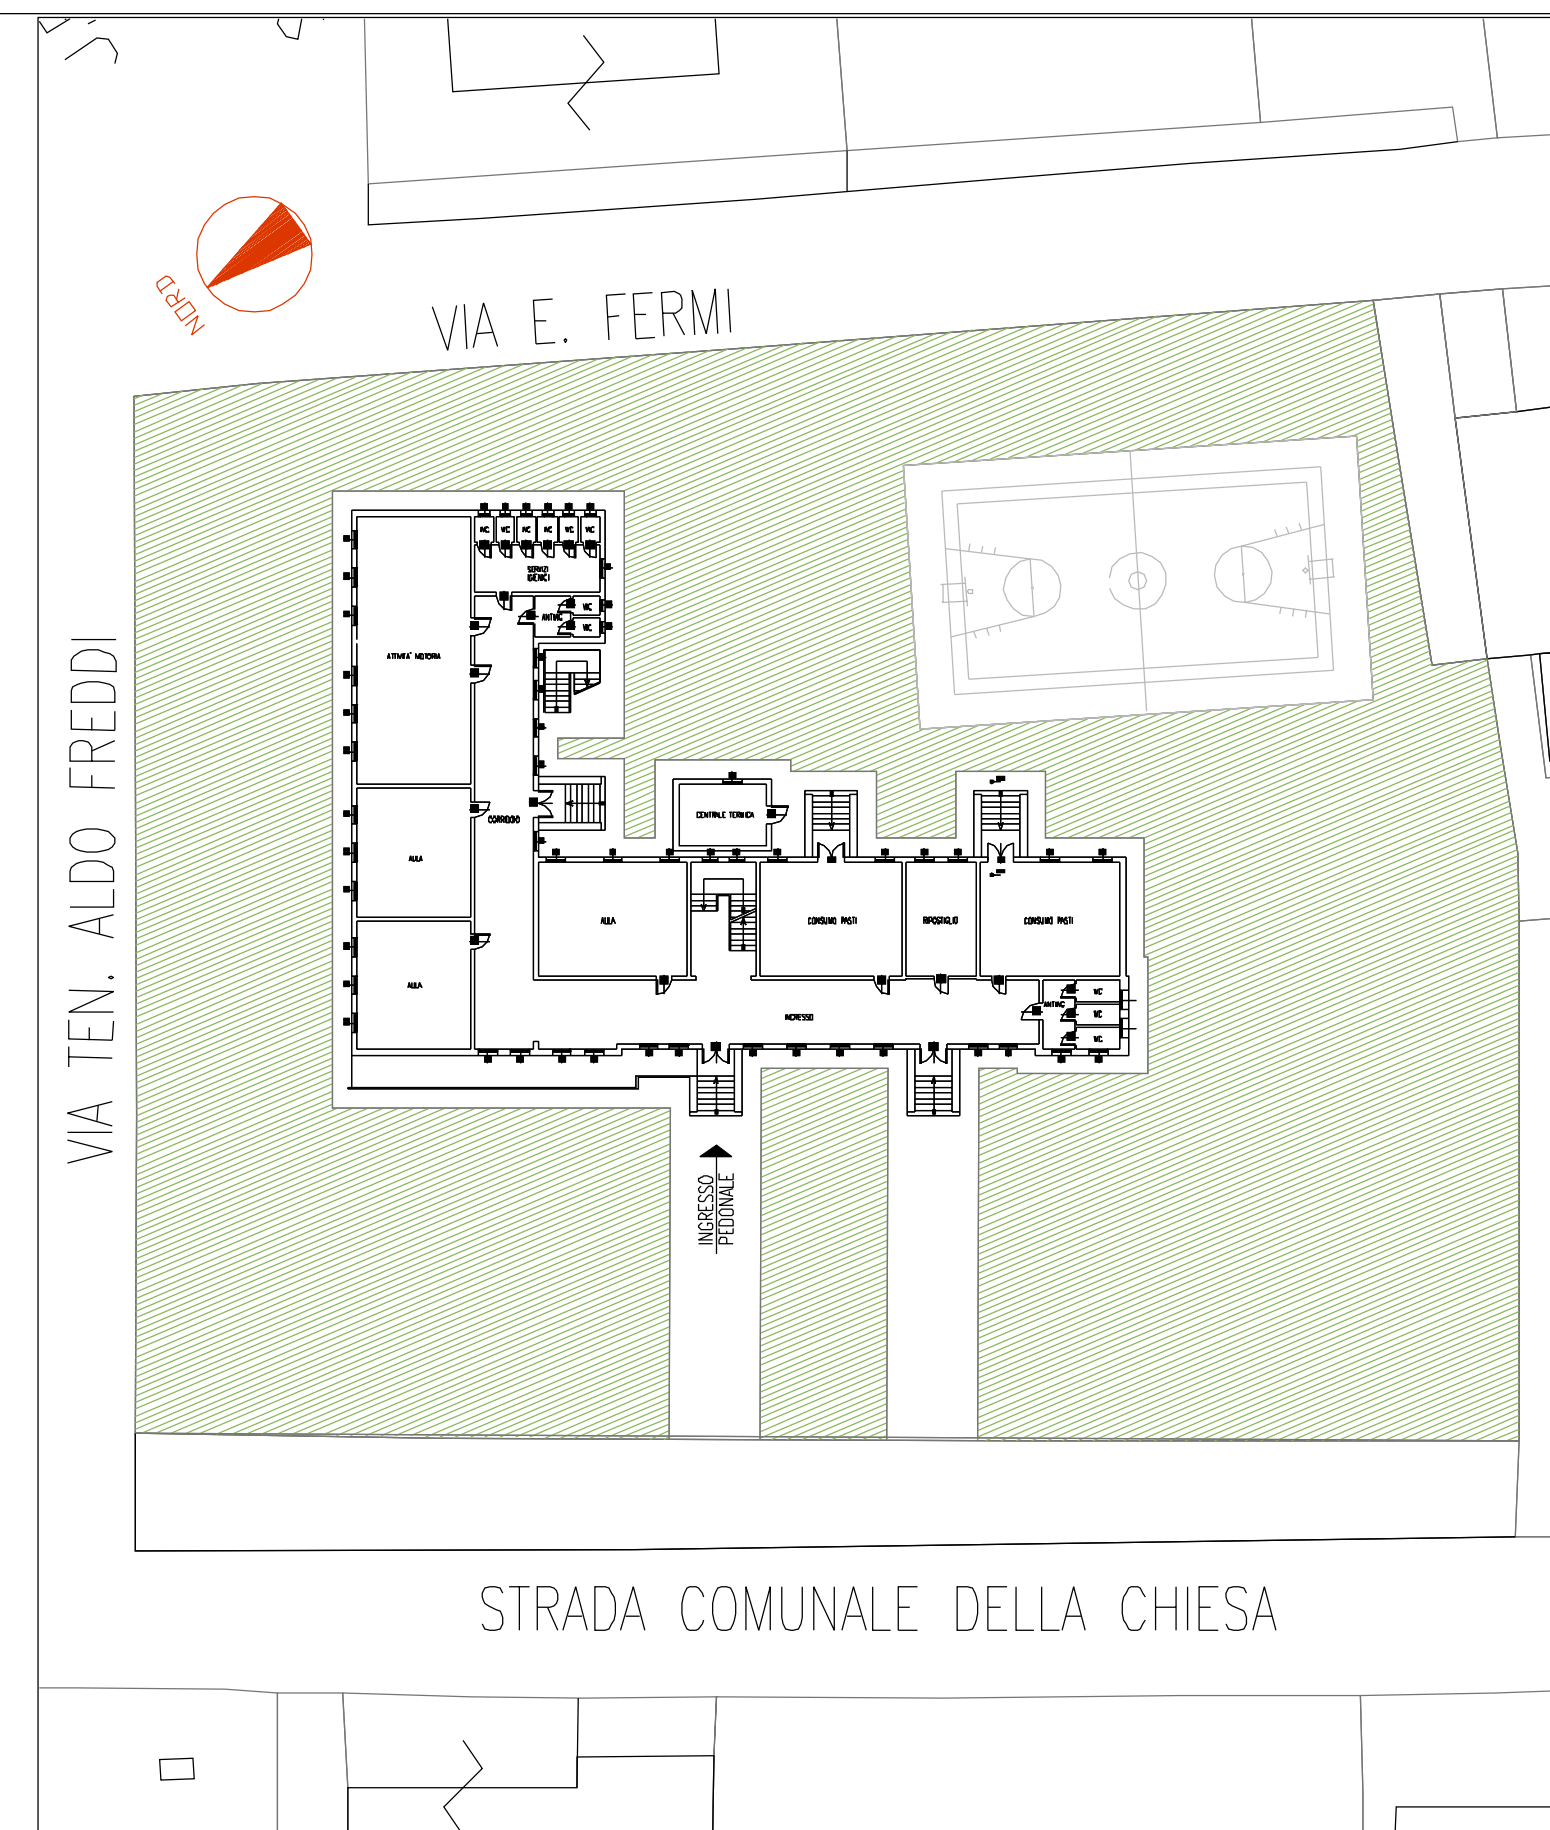 NORD
VIA E. FERMI
VIA TEN. ALDO FREDDI
WC
WC
WC
WC
WC
WC
SERVIZI
IGIENICI
ANTIWC
WC
WC
ATTIVITA' MOTORIA
CORRIDOIO
CENTRALE TERMICA
AULA
AULA
CONSUMO PASTI
RIPOSTIGLIO
CONSUMO PASTI
AULA
ANTIWC
WC
WC
WC
INGRESSO
INGRESSO
PEDONALE
STRADA COMUNALE DELLA CHIESA